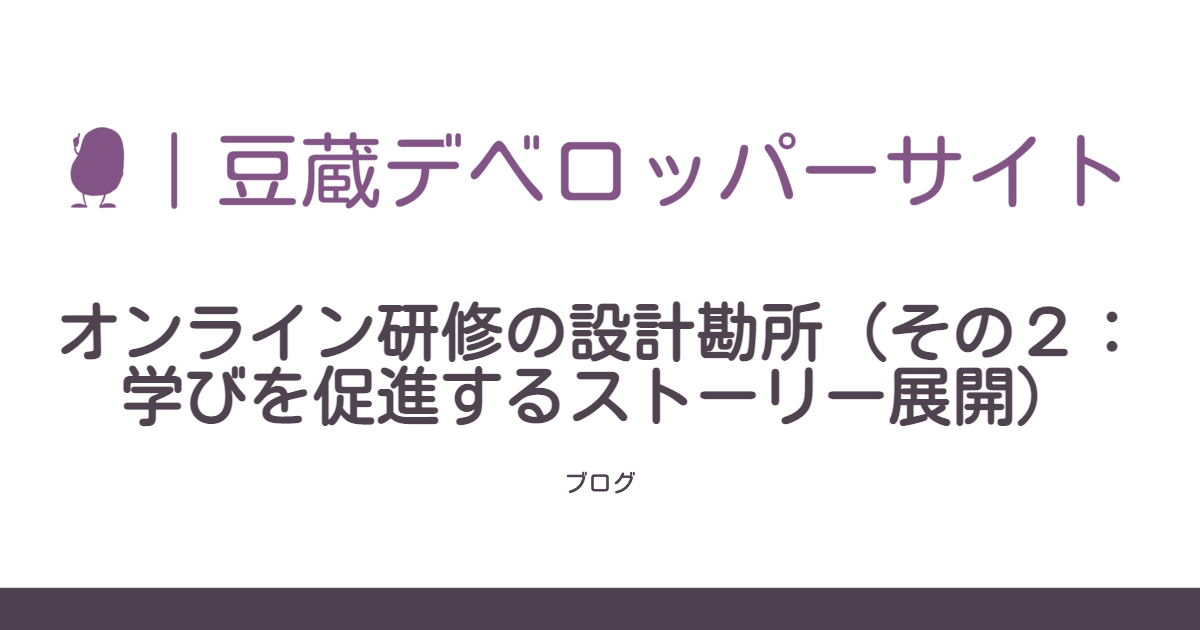 ｜豆蔵デベロッパーサイト
オンライン研修の設計勘所（その２：
学びを促進するストーリー展開）
ブログ